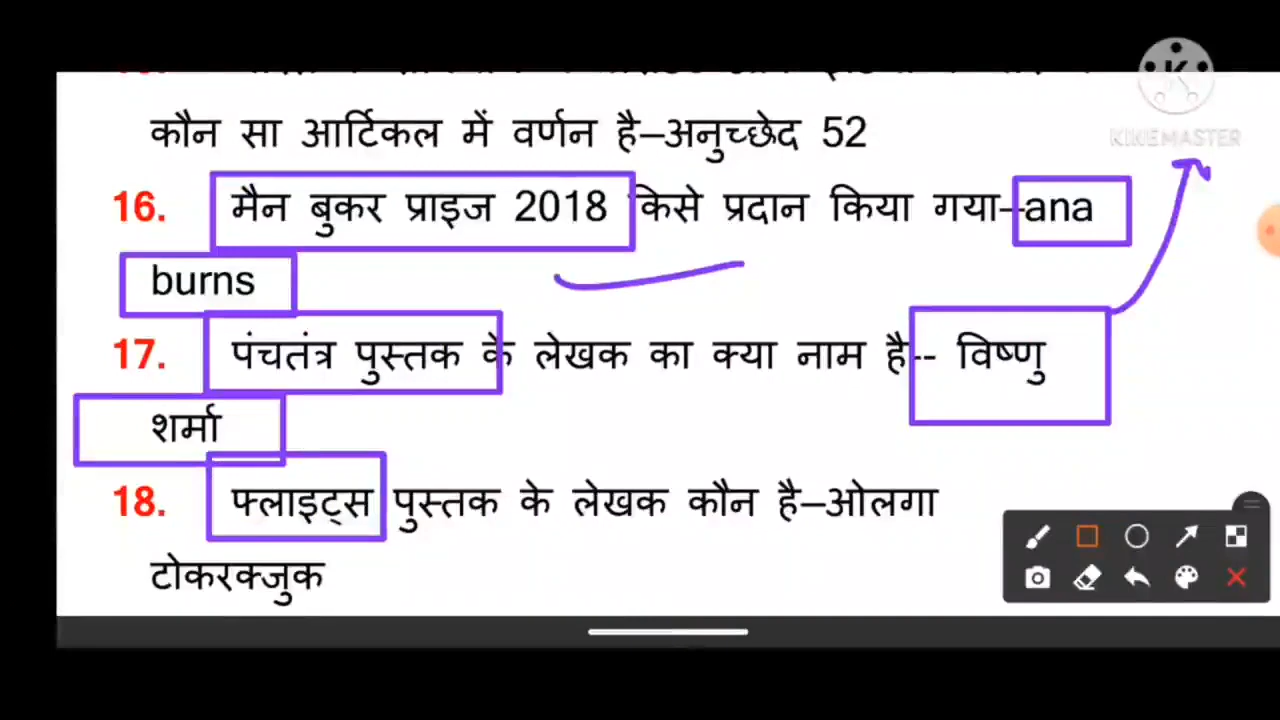 कौन सा आर्टिकल में वर्णन है–अनुच्छेद 52
KINEMASTER
16. मैन बुकर प्राइज 2018 किसे प्रदान किया गया–ana
burns
17. पंचतंत्र पुस्तक के लेखक का क्या नाम है-- विष्णु
शर्मा
18. फ्लाइट्स पुस्तक के लेखक कौन है–ओलगा
टोकरक्जुक